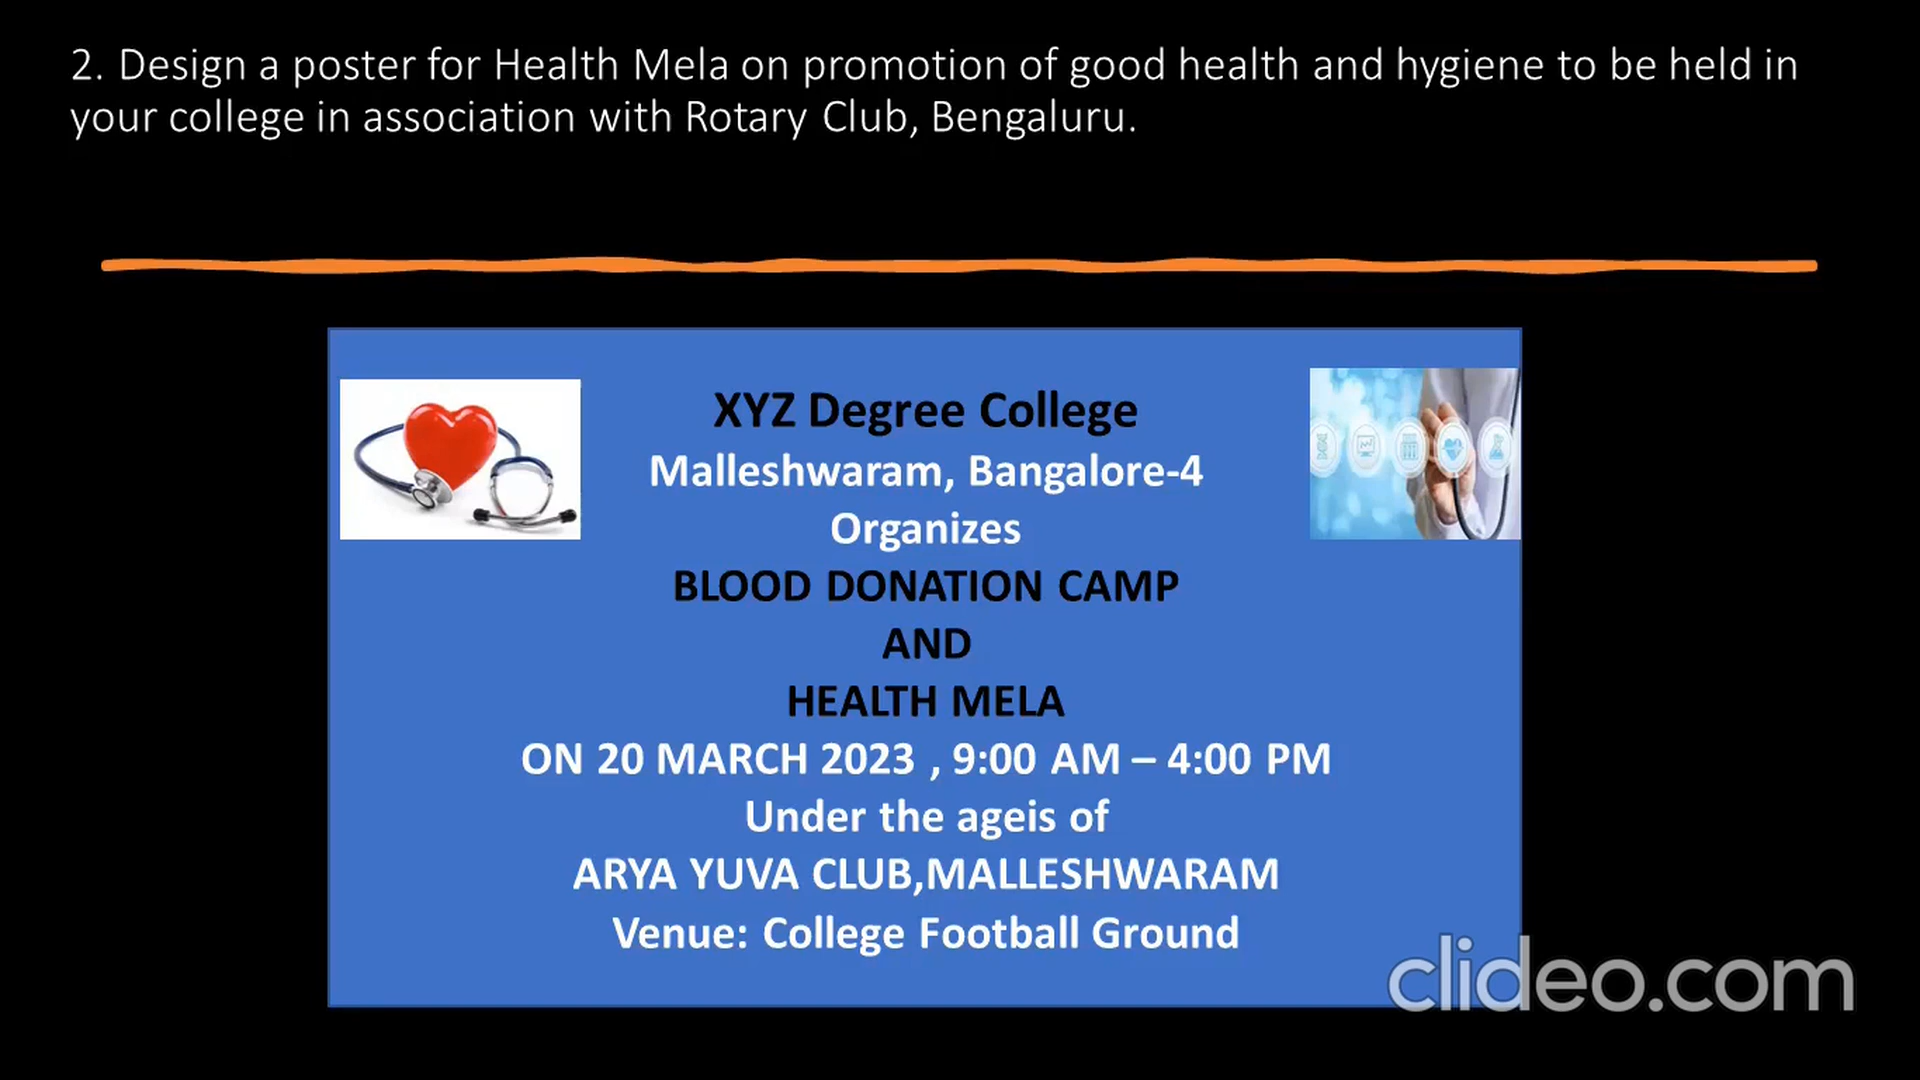 2. Design a poster for Health Mela on promotion of good health and hygiene to be held in
your college in association with Rotary Club, Bengaluru.
XYZ Degree College
Malleshwaram, Bangalore-4
Organizes
BLOOD DONATION CAMP
AND
HEALTH MELA
ON 20 MARCH 2023 , 9:00 AM – 4:00 PM
Under the ageis of
ARYA YUVA CLUB,MALLESHWARAM
Venue: College Football Ground
clideo.com